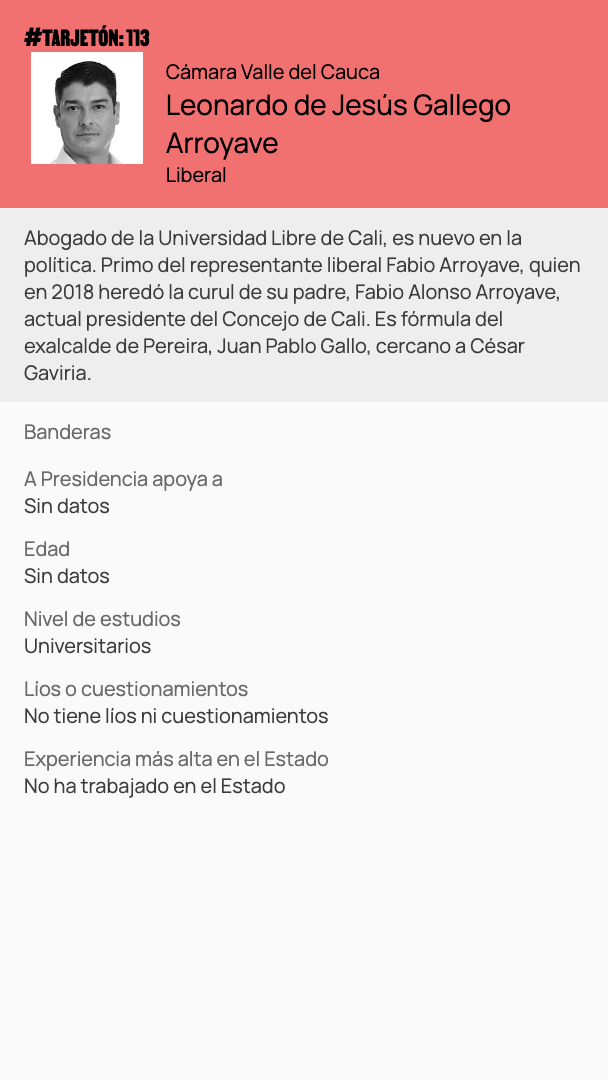 #TARJETÓN: 113
Cámara Valle del Cauca
Leonardo de Jesús Gallego
Arroyave
Liberal
Abogado de la Universidad Libre de Cali, es nuevo en la
política. Primo del representante liberal Fabio Arroyave, quien
en 2018 heredó la curul de su padre, Fabio Alonso Arroyave,
actual presidente del Concejo de Cali. Es fórmula del
exalcalde de Pereira, Juan Pablo Gallo, cercano a César
Gaviria.
Banderas
A Presidencia apoya a
Sin datos
Edad
Sin datos
Nivel de estudios
Universitarios
Líos o cuestionamientos
No tiene líos ni cuestionamientos
Experiencia más alta en el Estado
No ha trabajado en el Estado